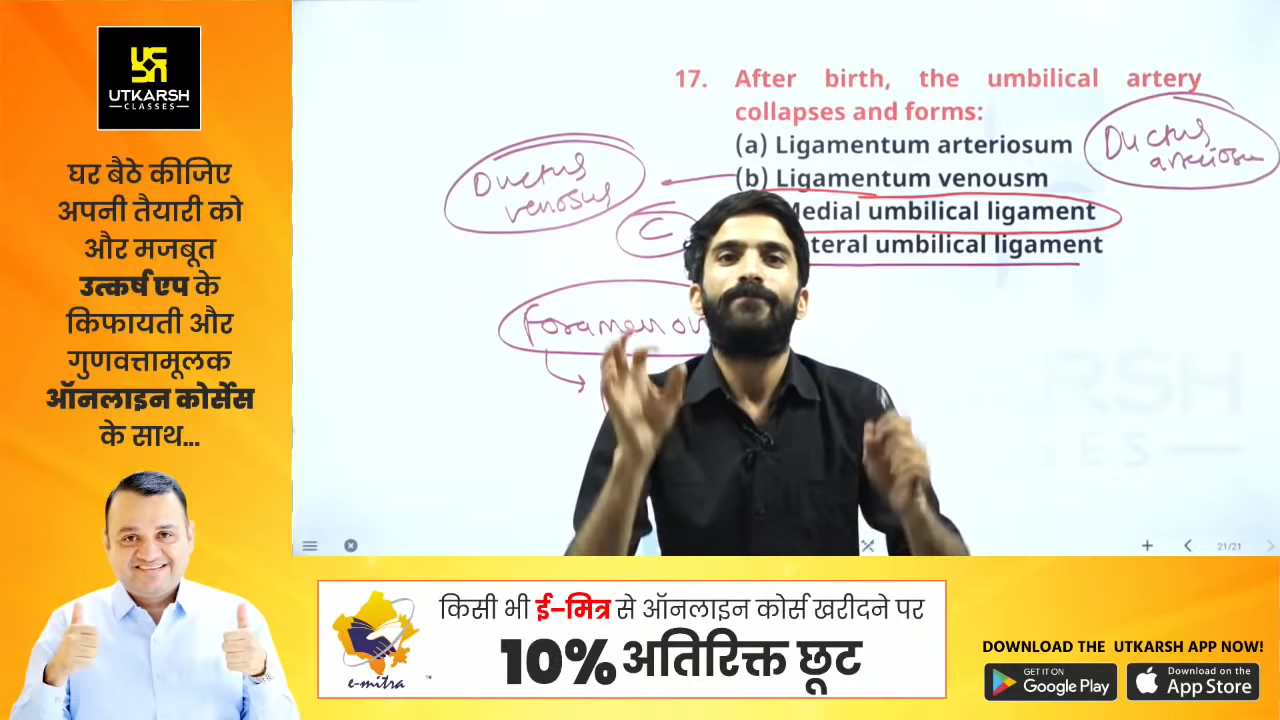 UTKARSH
CLASSES
घर बैठे कीजिए
अपनी तैयारी को
और मजबूत
उत्कर्ष एप के
किफायती और
गुणवत्तामूलक
ऑनलाइन कोर्सेस
के साथ...
17. After birth, the umbilical artery
collapses and forms:
(a) Ligamentum arteriosum
(b) Ligamentum venousm
Medial umbilical ligament
umbilical ligament
Ductus
arteriosum
Ductus
venosus
C
Foramen
21/21
किसी भी ई-मित्र से ऑनलाइन कोर्स खरीदने पर
10% अतिरिक्त छूट
e-mitra
DOWNLOAD THE UTKARSH APP NOW!
GET IT ON
Google Play
Download on the
App Store